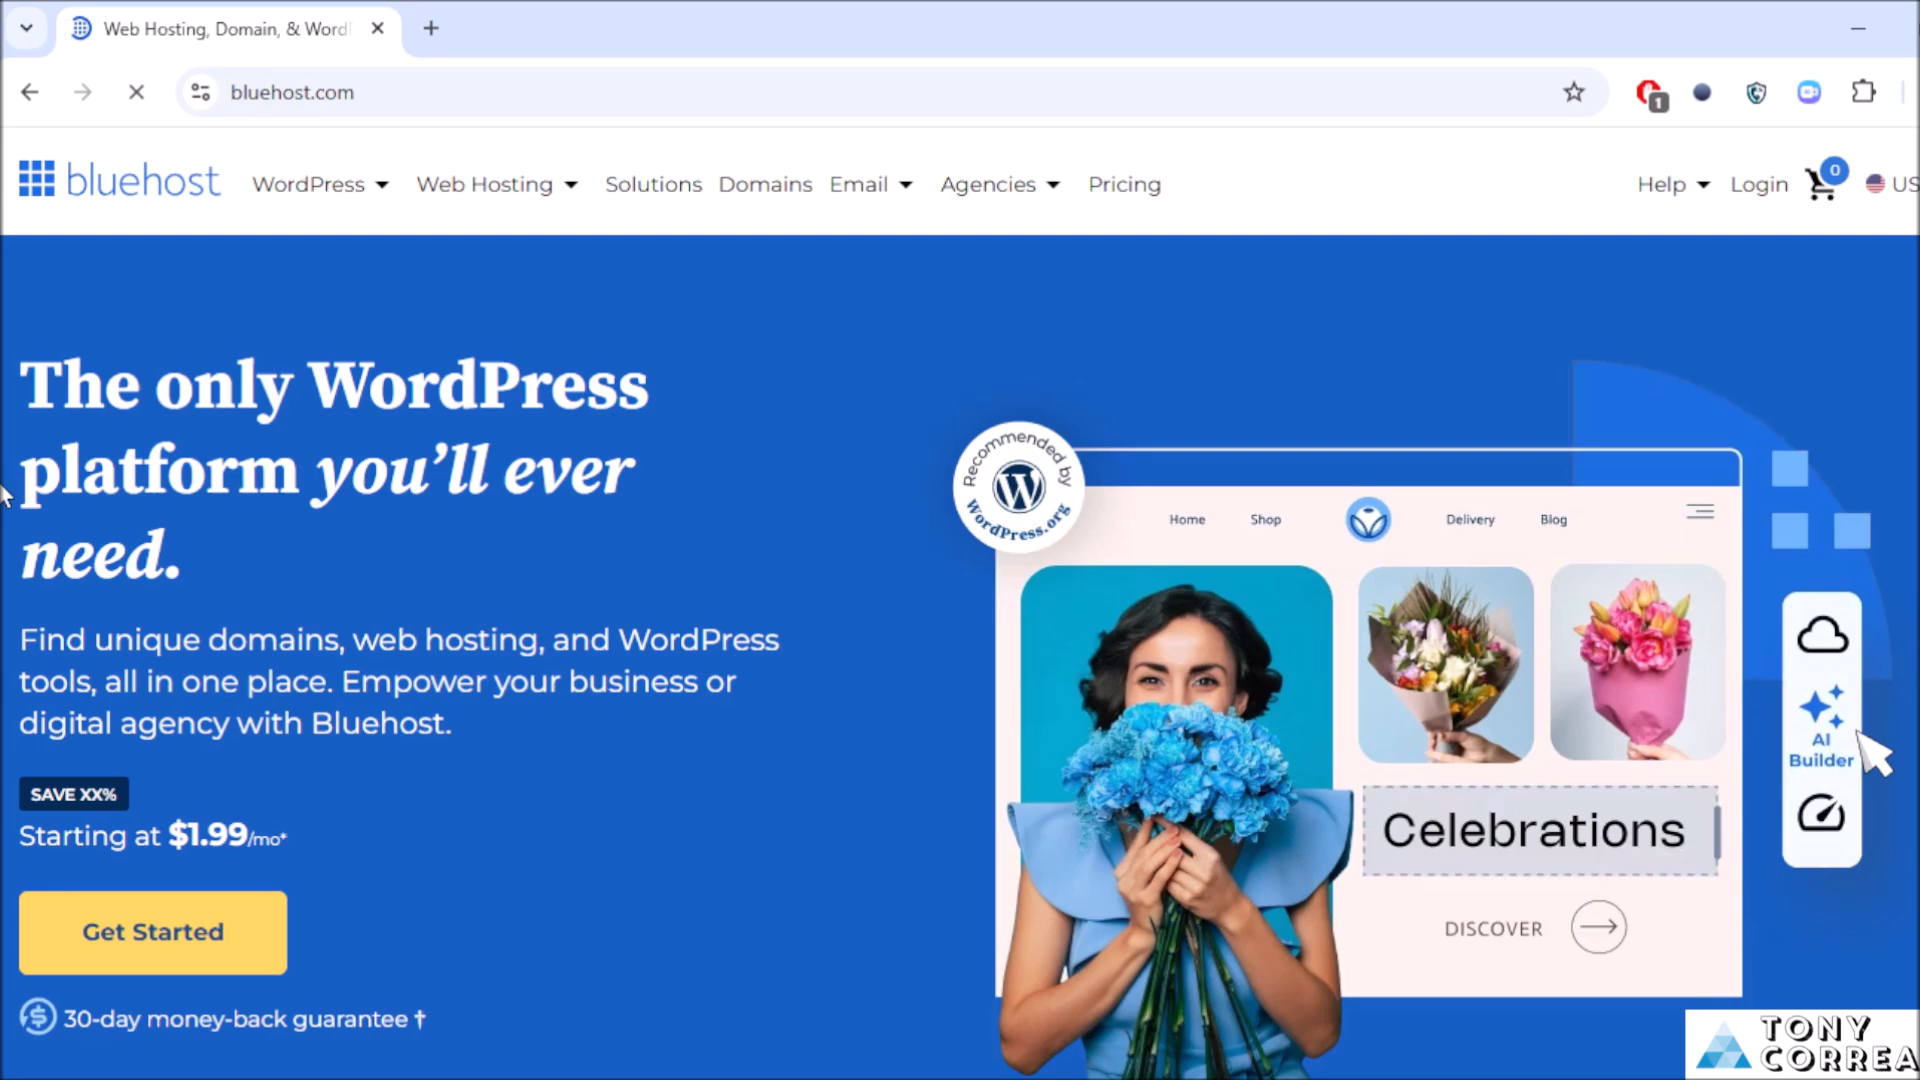 Web Hosting, Domain, & Word
bluehost.com
1
bluehost
WordPress
Web Hosting
Solutions
Domains
Email
Agencies
Pricing
Help
Login
0
US
The only WordPress
platform you'll ever
need.
Find unique domains, web hosting, and WordPress
tools, all in one place. Empower your business or
digital agency with Bluehost.
SAVE XX%
Starting at $1.99/mo*
Get Started
30-day money-back guarantee †
Recommended by
WordPress.org
Home
Shop
Delivery
Blog
Celebrations
DISCOVER
AI
Builder
TONY
CORREA